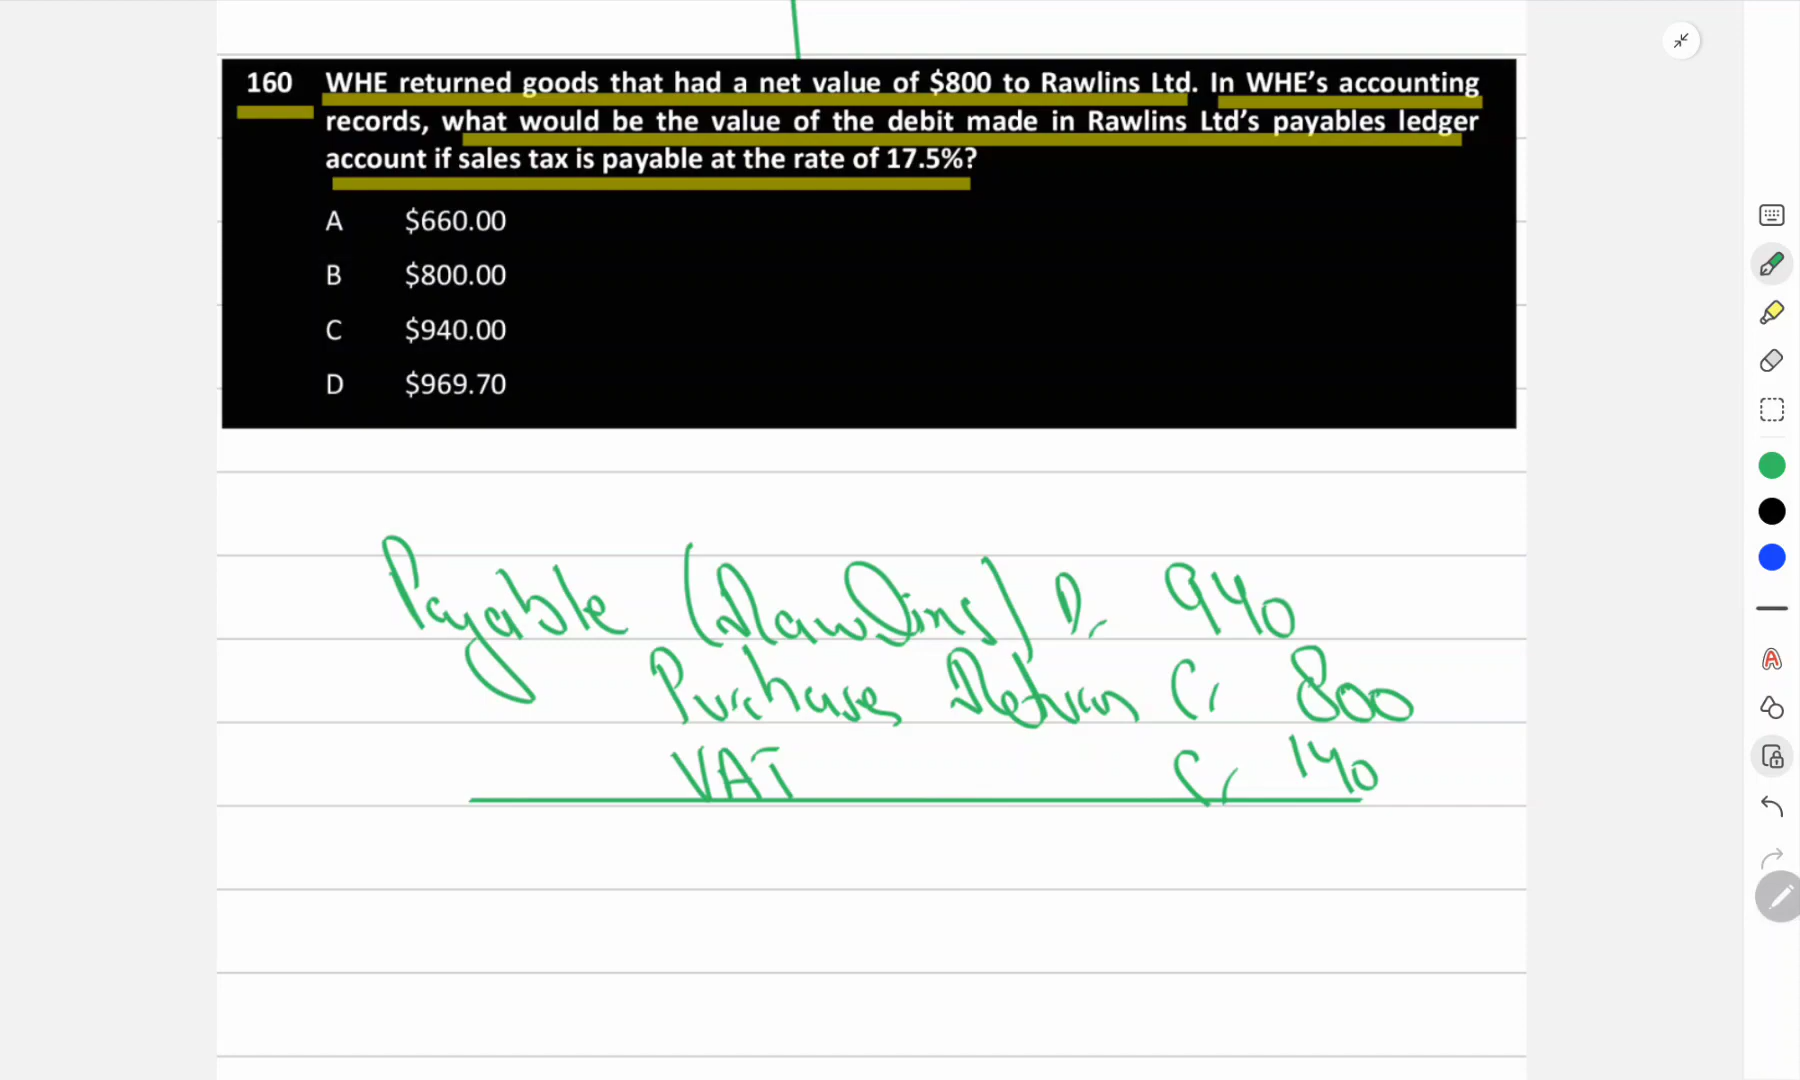 160 WHE returned goods that had a net value of $800 to Rawlins Ltd. In WHE’s accounting
records, what would be the value of the debit made in Rawlins Ltd’s payables ledger
account if sales tax is payable at the rate of 17.5%?
A $660.00
B $800.00
C $940.00
D $969.70
Payable (Rawlins) Dr 940
Purchases Return Cr 800
VAT Cr 140
A